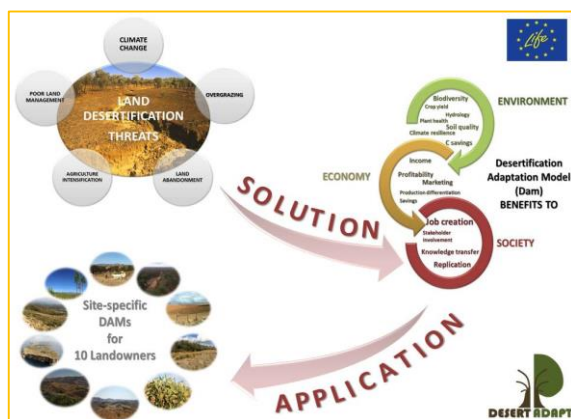 CLIMATE
CHANGE
POOR LAND
MANAGEMENT
OVERGRAZING
LAND
DESERTIFICATION
THREATS
AGRICULTURE
INTENSIFICATION
LAND
ABANDONMENT
SOLUTION
Life
ENVIRONMENT
Biodiversity
Crop yield
Hydrology
Plant health
Soil quality
Climate resilience
C savings
ECONOMY
Income
Profitability
Marketing
Production differentiation
Savings
Desertification
Adaptation Model
(Dam)
BENEFITS TO
SOCIETY
Job creation
Stakeholder
involvement
Knowledge transfer
Replication
APPLICATION
Site-specific
DAMs
for
10 Landowners
DESERT ADAPT